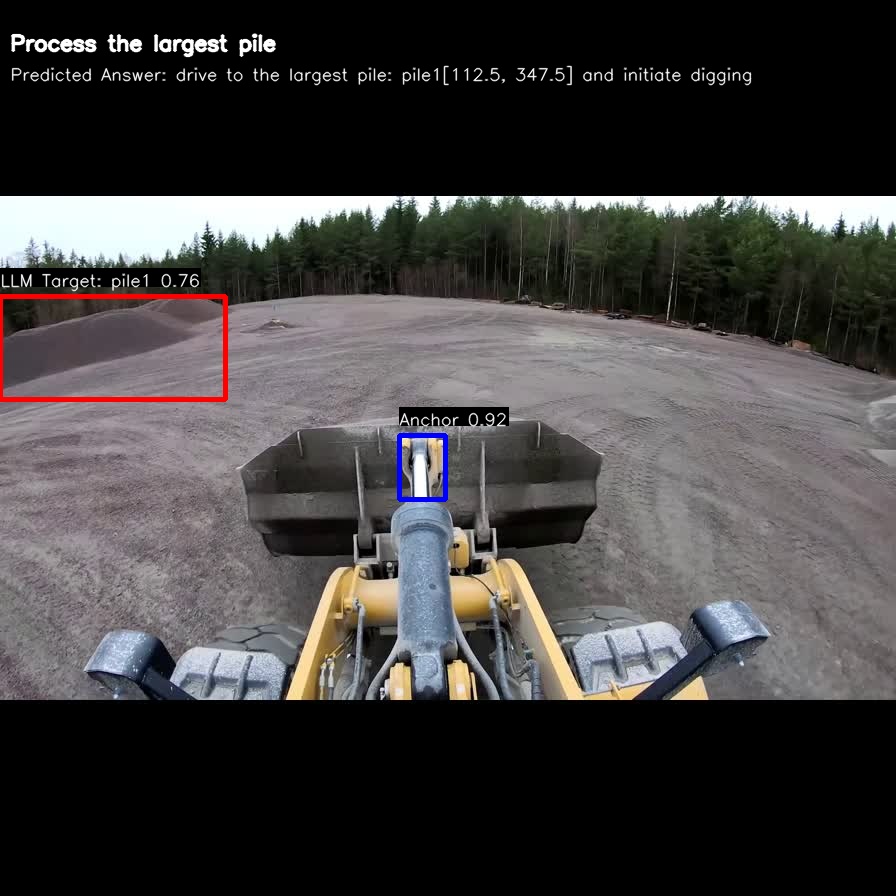 Process the largest pile
Predicted Answer: drive to the largest pile: pile1[112.5, 347.5] and initiate digging
LLM Target: pile1 0.76
Anchor 0.92